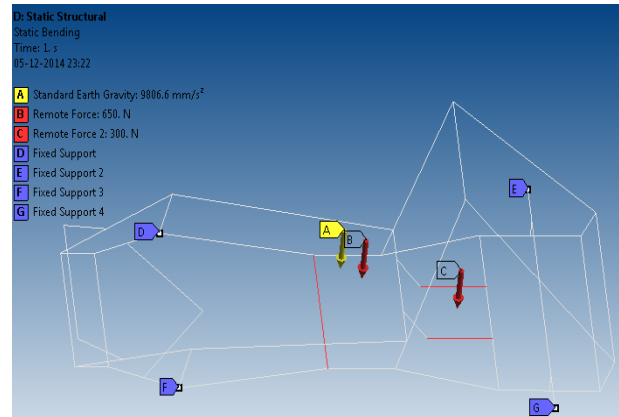 D: Static Structural
Static Bending
Time: 1. s
05-12-2014 23:22
A Standard Earth Gravity: 9806.6 mm/s²
B Remote Force: 650. N
C Remote Force 2: 300. N
D Fixed Support
E Fixed Support 2
F Fixed Support 3
G Fixed Support 4
E
D
A
B
C
F
G